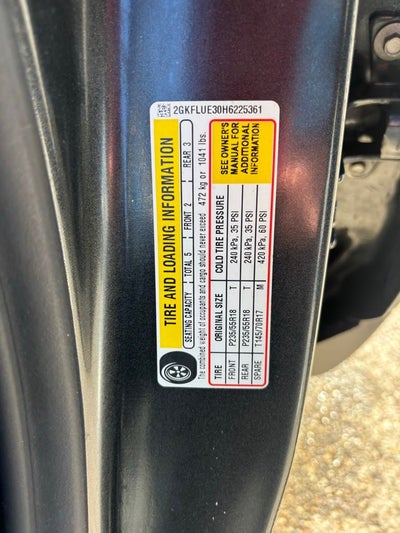 2GKFLUE30H6225361
TIRE AND LOADING INFORMATION
SEATING CAPACITY TOTAL 5 FRONT 2 REAR 3
The combined weight of occupants and cargo should never exceed 472 kg or 1041 lbs.
TIRE ORIGINAL SIZE COLD TIRE PRESSURE
FRONT P235/55R18 T 240 kPa, 35 PSI
REAR P235/55R18 T 240 kPa, 35 PSI
SPARE T145/70R17 M 420 kPa, 60 PSI
SEE OWNER'S
MANUAL FOR
ADDITIONAL
INFORMATION